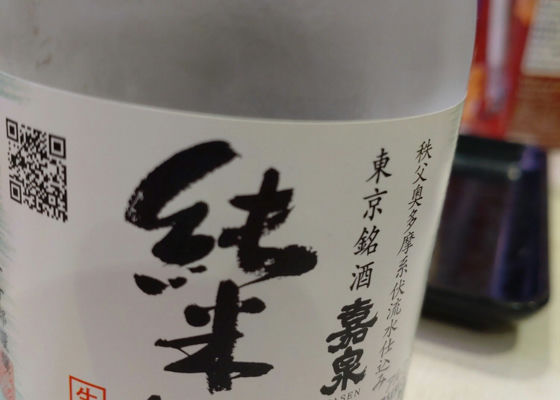 秩父奥多摩系伏流水仕込み
東京銘酒
嘉泉
純米
生